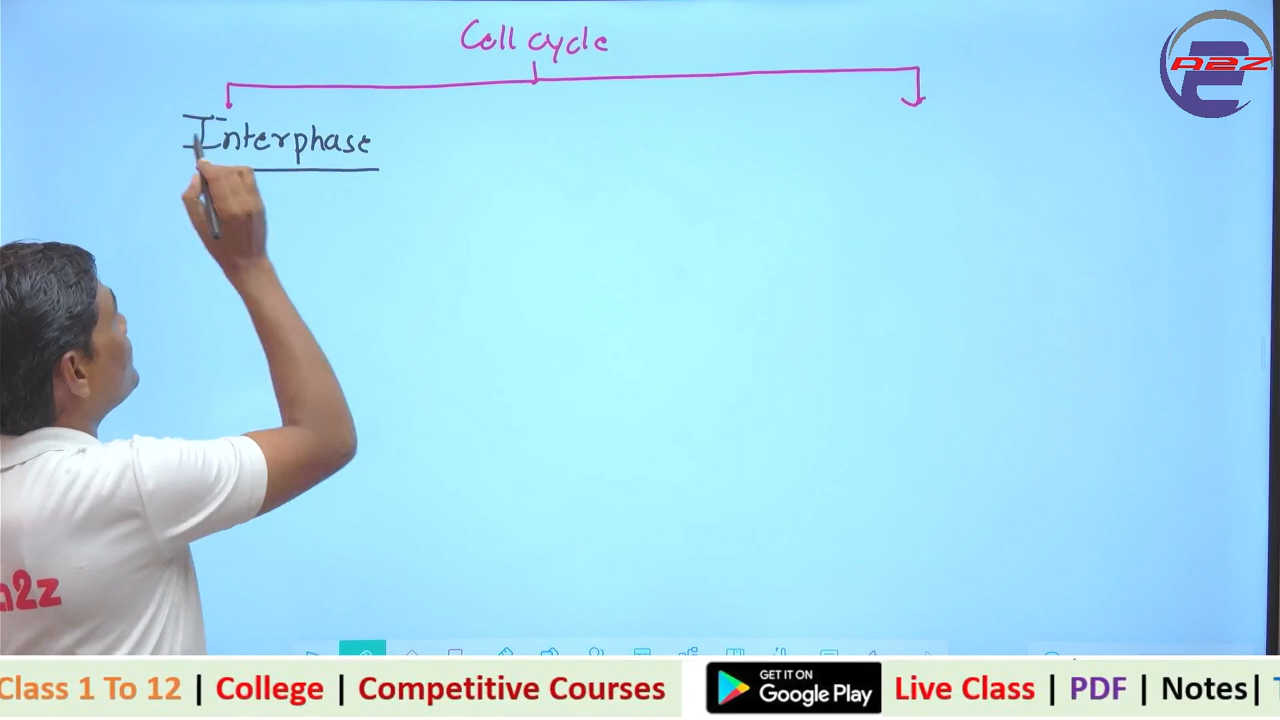 Cell cycle
Interphase
A2Z
a2z
Class 1 To 12 | College | Competitive Courses
GET IT ON
Google Play
Live Class | PDF | Notes|